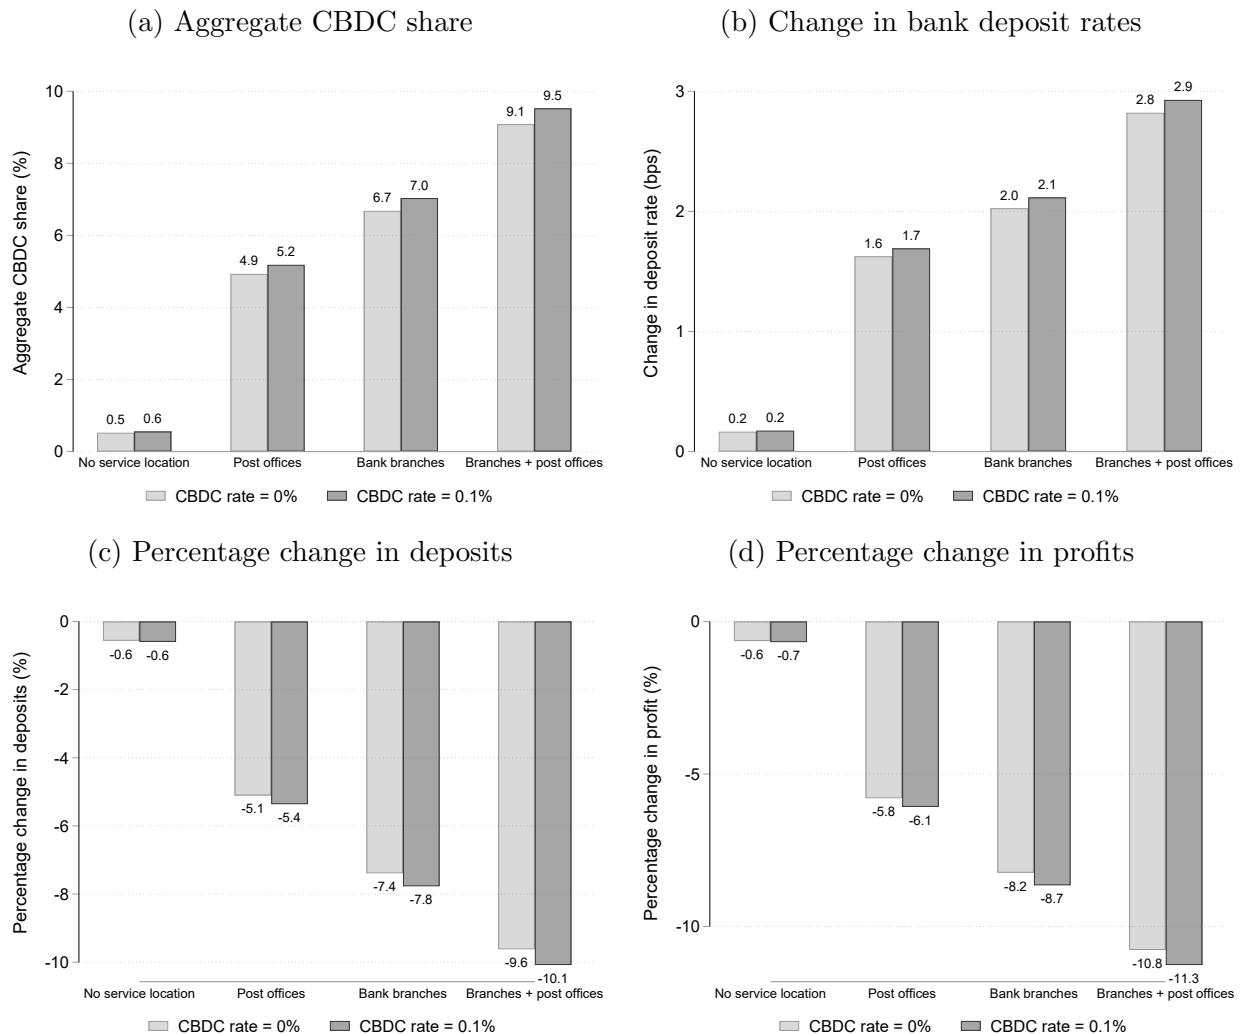 (a) Aggregate CBDC share
Aggregate CBDC share (%)
10
8
6
4
2
0
0.5 0.6
4.9 5.2
6.7 7.0
9.1 9.5
No service location Post offices Bank branches Branches + post offices
CBDC rate = 0% CBDC rate = 0.1%
(b) Change in bank deposit rates
Change in deposit rate (bps)
3
2
1
0
0.2 0.2
1.6 1.7
2.0 2.1
2.8 2.9
No service location Post offices Bank branches Branches + post offices
CBDC rate = 0% CBDC rate = 0.1%
(c) Percentage change in deposits
Percentage change in deposits (%)
0
-2
-4
-6
-8
-10
-0.6 -0.6
-5.1 -5.4
-7.4 -7.8
-9.6 -10.1
No service location Post offices Bank branches Branches + post offices
CBDC rate = 0% CBDC rate = 0.1%
(d) Percentage change in profits
Percentage change in profit (%)
0
-5
-10
-0.6 -0.7
-5.8 -6.1
-8.2 -8.7
-10.8 -11.3
No service location Post offices Bank branches Branches + post offices
CBDC rate = 0% CBDC rate = 0.1%